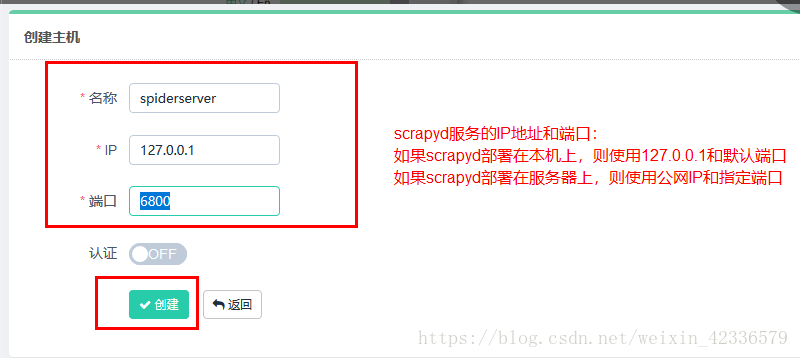 创建主机
* 名称 spiderserver
* IP 127.0.0.1
* 端口 6800
认证 OFF
创建 返回
scrapyd服务的IP地址和端口：
如果scrapyd部署在本机上，则使用127.0.0.1和默认端口
如果scrapyd部署在服务器上，则使用公网IP和指定端口
https://blog.csdn.net/weixin_42336579